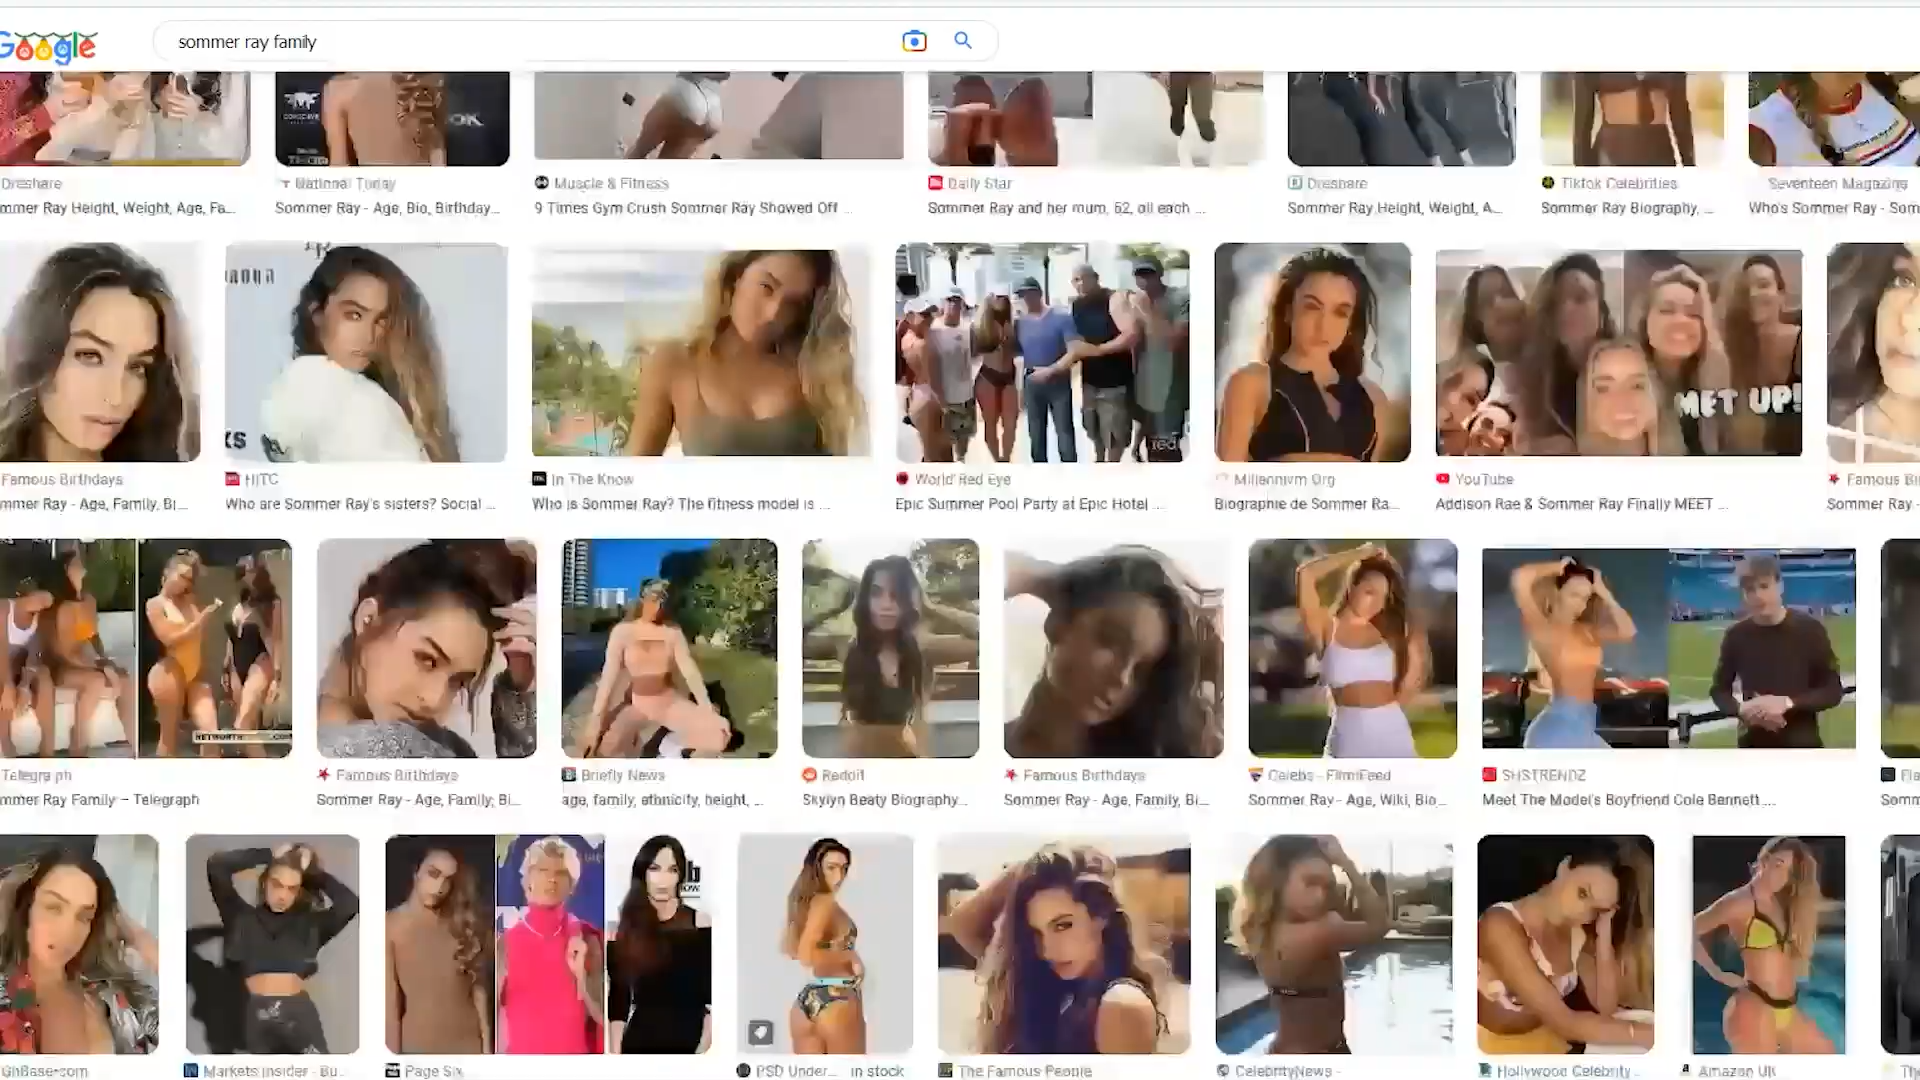 Google
sommer ray family
Dreshare
National Today
Muscle & Fitness
Daily Star
Dreshare
Tiktok Celebrities
Seventeen Magazine
mmer Ray Height, Weight, Age, Fa...
Sommer Ray - Age, Bio, Birthday...
9 Times Gym Crush Sommer Ray Showed Off ...
Sommer Ray and her mum, 52, oil each ...
Sommer Ray Height, Weight, A...
Sommer Ray Biography, ...
Who's Sommer Ray - Som
MET UP!
Famous Birthdays
HITC
In The Know
World Red Eye
Millennivm Org
YouTube
Famous Bi
mmer Ray - Age, Family, Bi...
Who are Sommer Ray's sisters? Social ...
Who is Sommer Ray? The fitness model is ...
Epic Summer Pool Party at Epic Hotel ...
Biographie de Sommer Ra...
Addison Rae & Sommer Ray Finally MEET ...
Sommer Ray -
Telegraph
Famous Birthdays
Briefly News
Reddit
Famous Birthdays
Celebs - FilmiFeed
SHSTRENDZ
mmer Ray Family – Telegraph
Sommer Ray - Age, Family, Bi...
age, family, ethnicity, height, ...
Skylyn Beaty Biography...
Sommer Ray - Age, Family, Bi...
Sommer Ray - Age, Wiki, Bio...
Meet The Model's Boyfriend Cole Bennett ...
Somm
Markets Insider - Bu...
Page Six
PSD Under... in stock
The Famous People
CelebrityNews -
Hollywood Celebrity...
Amazon UK